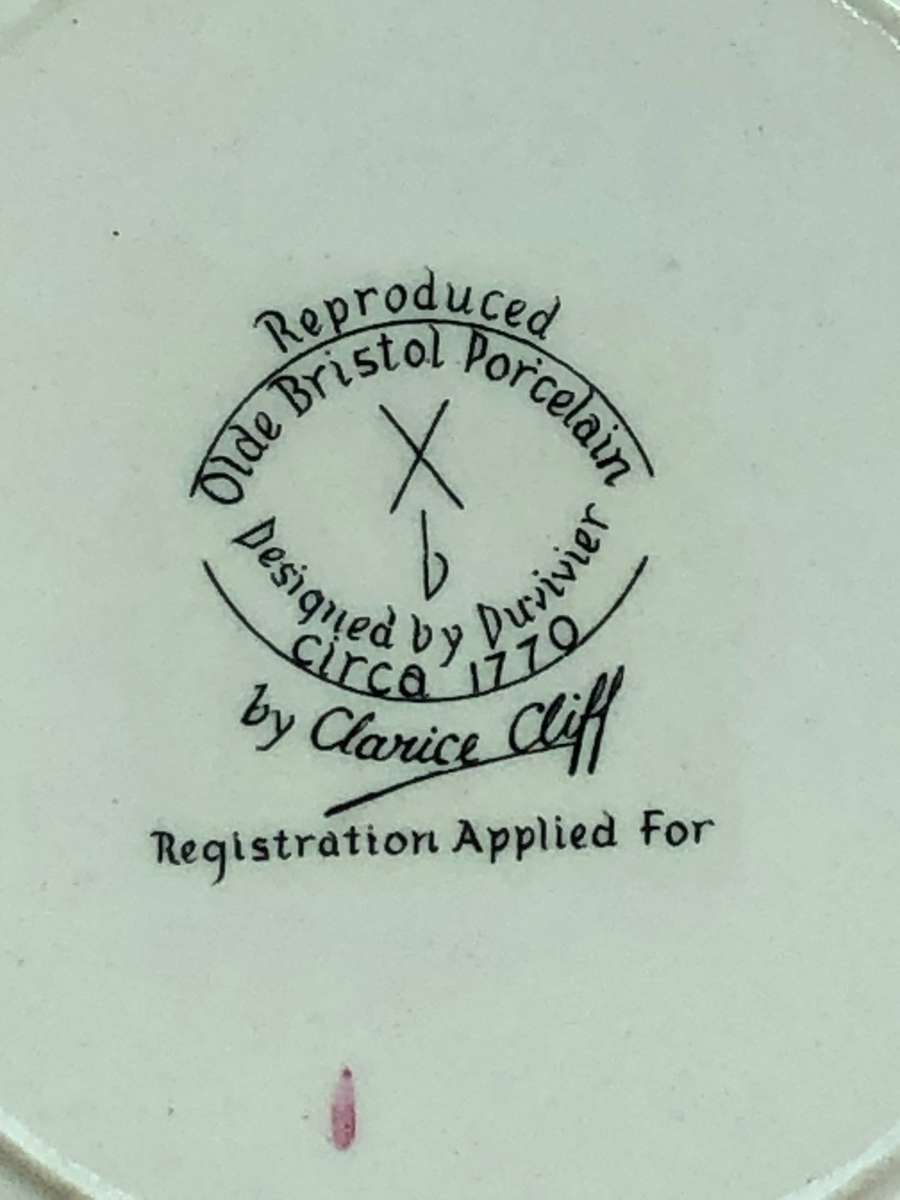 Reproduced
Olde Bristol Porcelain
X
b
Designed by Duvivier
circa 1770
by Clarice Cliff
Registration Applied For